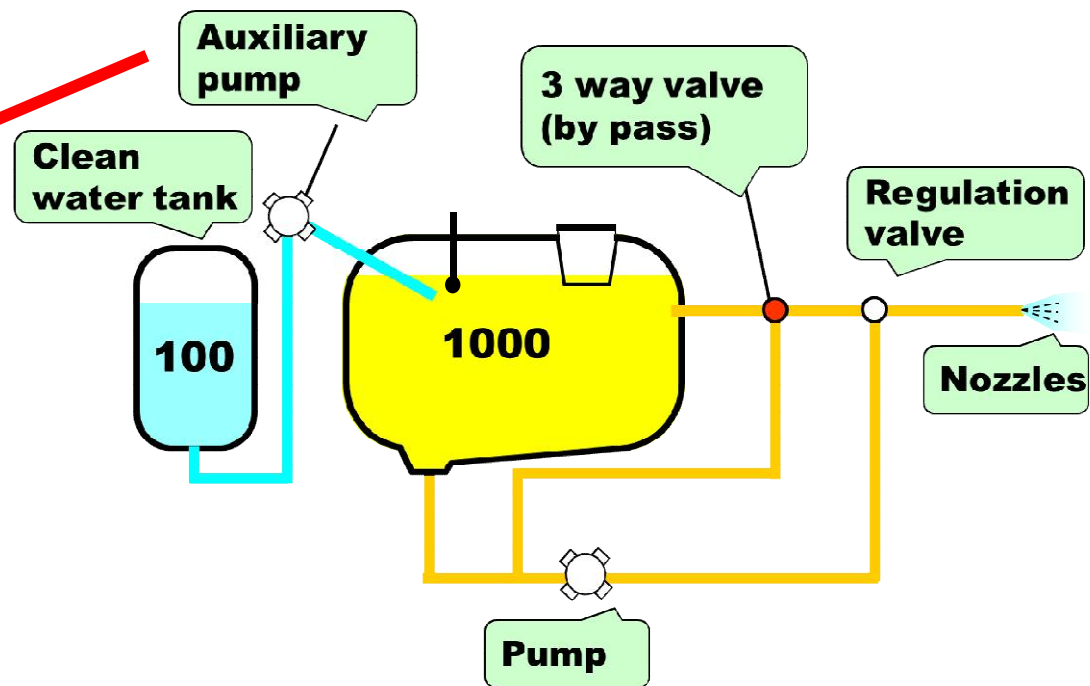 Auxiliary
pump
3 way valve
(by pass)
Clean
water tank
Regulation
valve
100
1000
Nozzles
Pump